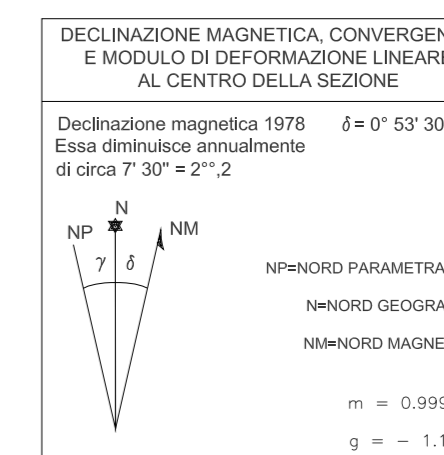 DECLINAZIONE MAGNETICA, CONVERGEN
E MODULO DI DEFORMAZIONE LINEARE
AL CENTRO DELLA SEZIONE
Declinazione magnetica 1978 δ = 0° 53' 30
Essa diminuisce annualmente
di circa 7' 30" = 2°°,2
N
NP NM
γ δ
NP=NORD PARAMETRA
N=NORD GEOGRA
NM=NORD MAGNE
m = 0.999
g = - 1.1